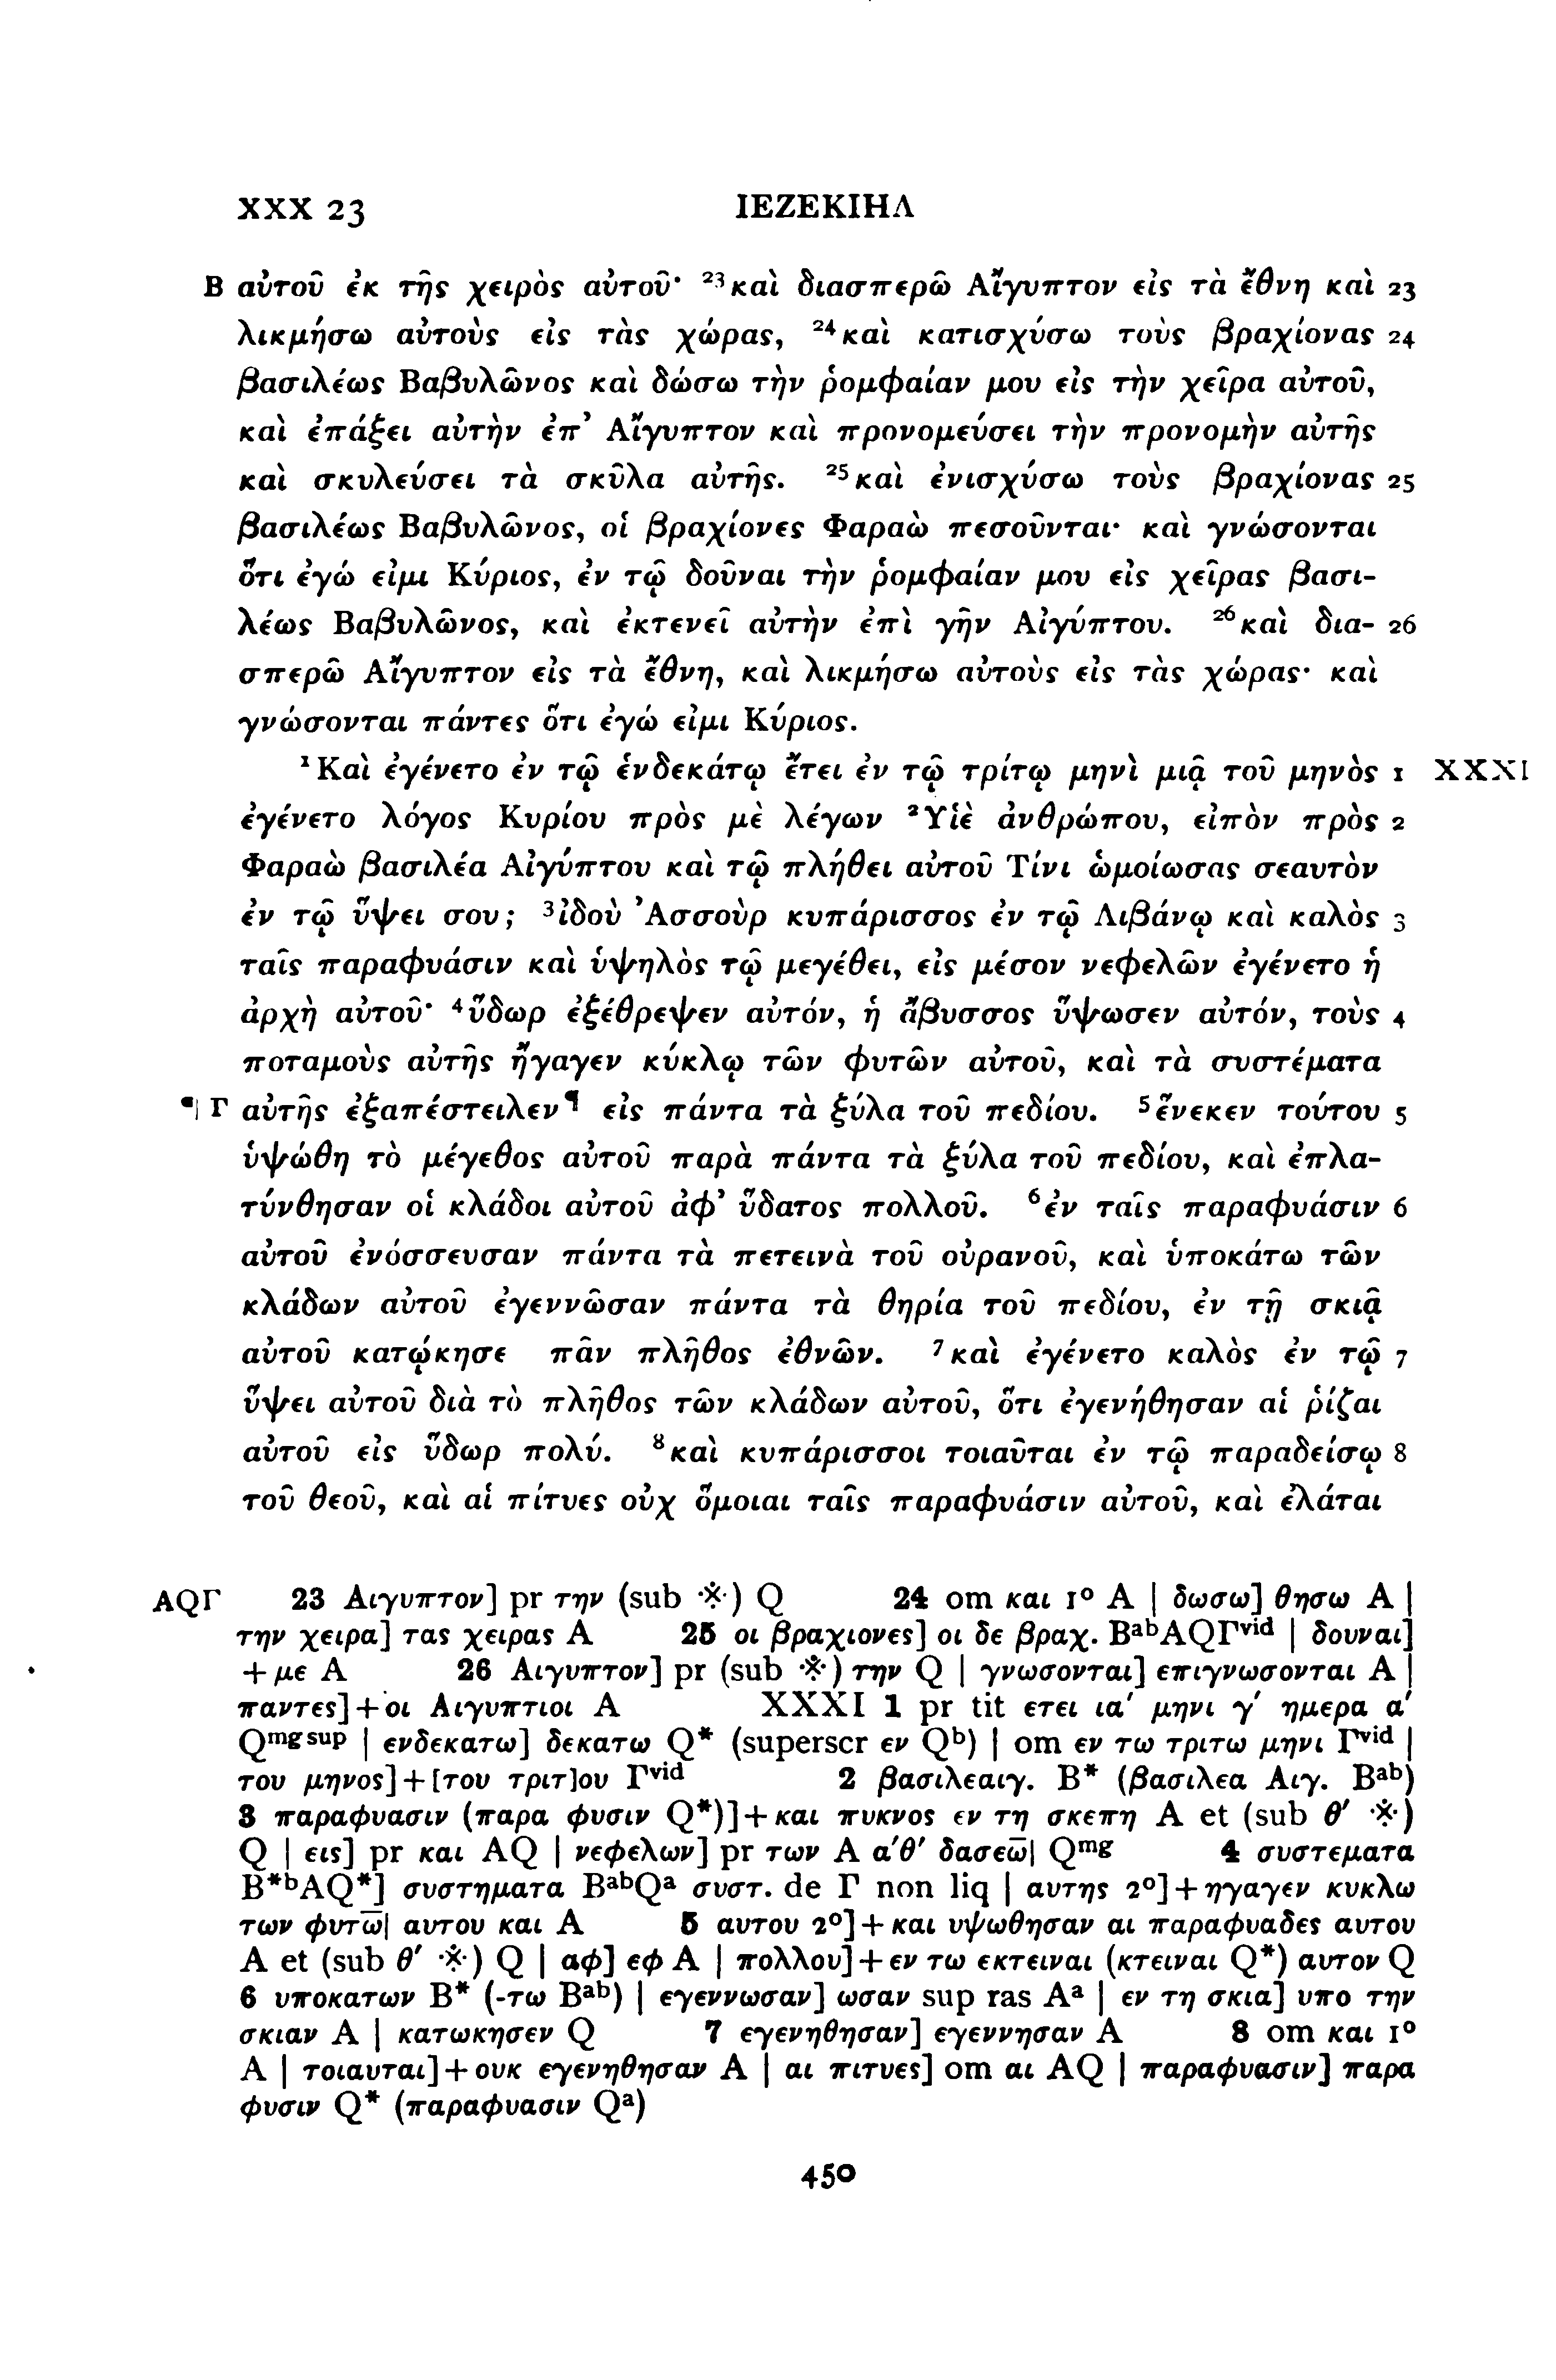 XXX 23 ΙΕΖΕΚΙΗΛ
B αὐτοῦ ἐκ τῆς χειρὸς αὐτοῦ· ²³καὶ διασπερῶ Αἴγυπτον εἰς τὰ ἔθνη καὶ 23
λικμήσω αὐτοὺς εἰς τὰς χώρας, ²⁴καὶ κατισχύσω τοὺς βραχίονας 24
βασιλέως Βαβυλῶνος καὶ δώσω τὴν ῥομφαίαν μου εἰς τὴν χεῖρα αὐτοῦ,
καὶ ἐπάξει αὐτὴν ἐπ’ Αἴγυπτον καὶ προνομεύσει τὴν προνομὴν αὐτῆς
καὶ σκυλεύσει τὰ σκῦλα αὐτῆς. ²⁵καὶ ἐνισχύσω τοὺς βραχίονας 25
βασιλέως Βαβυλῶνος, οἱ βραχίονες Φαραὼ πεσοῦνται· καὶ γνώσονται
ὅτι ἐγώ εἰμι Κύριος, ἐν τῷ δοῦναι τὴν ῥομφαίαν μου εἰς χεῖρας βασι-
λέως Βαβυλῶνος, καὶ ἐκτενεῖ αὐτὴν ἐπὶ γῆν Αἰγύπτου. ²⁶καὶ δια- 26
σπερῶ Αἴγυπτον εἰς τὰ ἔθνη, καὶ λικμήσω αὐτοὺς εἰς τὰς χώρας· καὶ
γνώσονται πάντες ὅτι ἐγώ εἰμι Κύριος.
¹Καὶ ἐγένετο ἐν τῷ ἑνδεκάτῳ ἔτει ἐν τῷ τρίτῳ μηνὶ μιᾷ τοῦ μηνὸς 1 XXXI
ἐγένετο λόγος Κυρίου πρὸς μὲ λέγων ²Υἱὲ ἀνθρώπου, εἰπὸν πρὸς 2
Φαραὼ βασιλέα Αἰγύπτου καὶ τῷ πλήθει αὐτοῦ Τίνι ὡμοίωσας σεαυτὸν
ἐν τῷ ὕψει σου; ³ἰδοὺ Ἀσσοὺρ κυπάρισσος ἐν τῷ Λιβάνῳ καὶ καλὸς 3
ταῖς παραφυάσιν καὶ ὑψηλὸς τῷ μεγέθει, εἰς μέσον νεφελῶν ἐγένετο ἡ
ἀρχὴ αὐτοῦ· ⁴ὕδωρ ἐξέθρεψεν αὐτόν, ἡ ἄβυσσος ὕψωσεν αὐτόν, τοὺς 4
ποταμοὺς αὐτῆς ἤγαγεν κύκλῳ τῶν φυτῶν αὐτοῦ, καὶ τὰ συστέματα
¶ Γ αὐτῆς ἐξαπέστειλεν¶ εἰς πάντα τὰ ξύλα τοῦ πεδίου. ⁵ἕνεκεν τούτου 5
ὑψώθη τὸ μέγεθος αὐτοῦ παρὰ πάντα τὰ ξύλα τοῦ πεδίου, καὶ ἐπλα-
τύνθησαν οἱ κλάδοι αὐτοῦ ἀφ’ ὕδατος πολλοῦ. ⁶ἐν ταῖς παραφυάσιν 6
αὐτοῦ ἐνόσσευσαν πάντα τὰ πετεινὰ τοῦ οὐρανοῦ, καὶ ὑποκάτω τῶν
κλάδων αὐτοῦ ἐγεννῶσαν πάντα τὰ θηρία τοῦ πεδίου, ἐν τῇ σκιᾷ
αὐτοῦ κατῴκησε πᾶν πλῆθος ἐθνῶν. ⁷καὶ ἐγένετο καλὸς ἐν τῷ 7
ὕψει αὐτοῦ διὰ τὸ πλῆθος τῶν κλάδων αὐτοῦ, ὅτι ἐγενήθησαν αἱ ῥίζαι
αὐτοῦ εἰς ὕδωρ πολύ. ⁸καὶ κυπάρισσοι τοιαῦται ἐν τῷ παραδείσῳ 8
τοῦ θεοῦ, καὶ αἱ πίτυες οὐχ ὅμοιαι ταῖς παραφυάσιν αὐτοῦ, καὶ ἐλάται
AQΓ 23 Αιγυπτον] pr την (sub ※) Q 24 om και 1° A | δωσω] θησω A |
την χειρα] τας χειρας A 25 οι βραχιονες] οι δε βραχ. BᵃᵇAQΓᵛⁱᵈ | δουναι]
+με A 26 Αιγυπτον] pr (sub ※) την Q | γνωσονται] επιγνωσονται A |
παντες]+οι Αιγυπτιοι A XXXI 1 pr tit ετει ια′ μηνι γ′ ημερα α′
Qᵐᵍ ˢᵘᵖ | ενδεκατω] δεκατω Q* (superscr εν Qᵇ) | om εν τω τριτω μηνι Γᵛⁱᵈ |
του μηνος]+[του τριτ]ου Γᵛⁱᵈ 2 βασιλεαιγ. B* (βασιλεα Αιγ. Bᵃᵇ)
3 παραφυασιν (παρα φυσιν Q*)]+και πυκνος εν τη σκεπη A et (sub θ′ ※)
Q | εις] pr και AQ | νεφελων] pr των A α′θ′ δασεω̄| Qᵐᵍ 4 συστεματα
B*ᵇAQ*] συστηματα BᵃᵇQᵃ συστ. de Γ non liq | αυτης 2°]+ηγαγεν κυκλω
των φυτω̄| αυτου και A 5 αυτου 2°]+και υψωθησαν αι παραφυαδες αυτου
A et (sub θ′ ※) Q | αφ] εφ A | πολλου]+εν τω εκτειναι (κτειναι Q*) αυτον Q
6 υποκατων B* (-τω Bᵃᵇ) | εγεννωσαν] ωσαν sup ras Aᵃ | εν τη σκια] υπο την
σκιαν A | κατωκησεν Q 7 εγενηθησαν] εγεννησαν A 8 om και 1°
A | τοιαυται]+ουκ εγενηθησαν A | αι πιτυες] om αι AQ | παραφυασιν] παρα
φυσιν Q* (παραφυασιν Qᵃ)
450